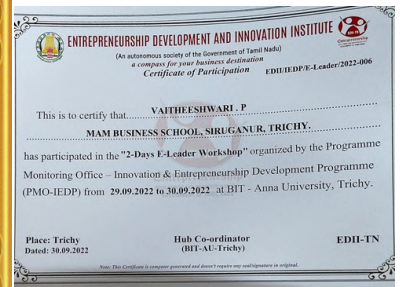 ENTREPRENEURSHIP DEVELOPMENT AND INNOVATION INSTITUTE
(An autonomous society of the Government of Tamil Nadu)
a compass for your business destination
Certificate of Participation
EDII/IEDP/E-Leader/2022-006
This is to certify that VAITHEESHWARI . P
MAM BUSINESS SCHOOL, SIRUGANUR, TRICHY.
has participated in the "2-Days E-Leader Workshop" organized by the Programme
Monitoring Office – Innovation & Entrepreneurship Development Programme
(PMO-IEDP) from 29.09.2022 to 30.09.2022 at BIT - Anna University, Trichy.
Place: Trichy
Dated: 30.09.2022
Hub Co-ordinator
(BIT-AU-Trichy)
EDII-TN
Note: This Certificate is computer generated and doesn't require any seal/signature in original.